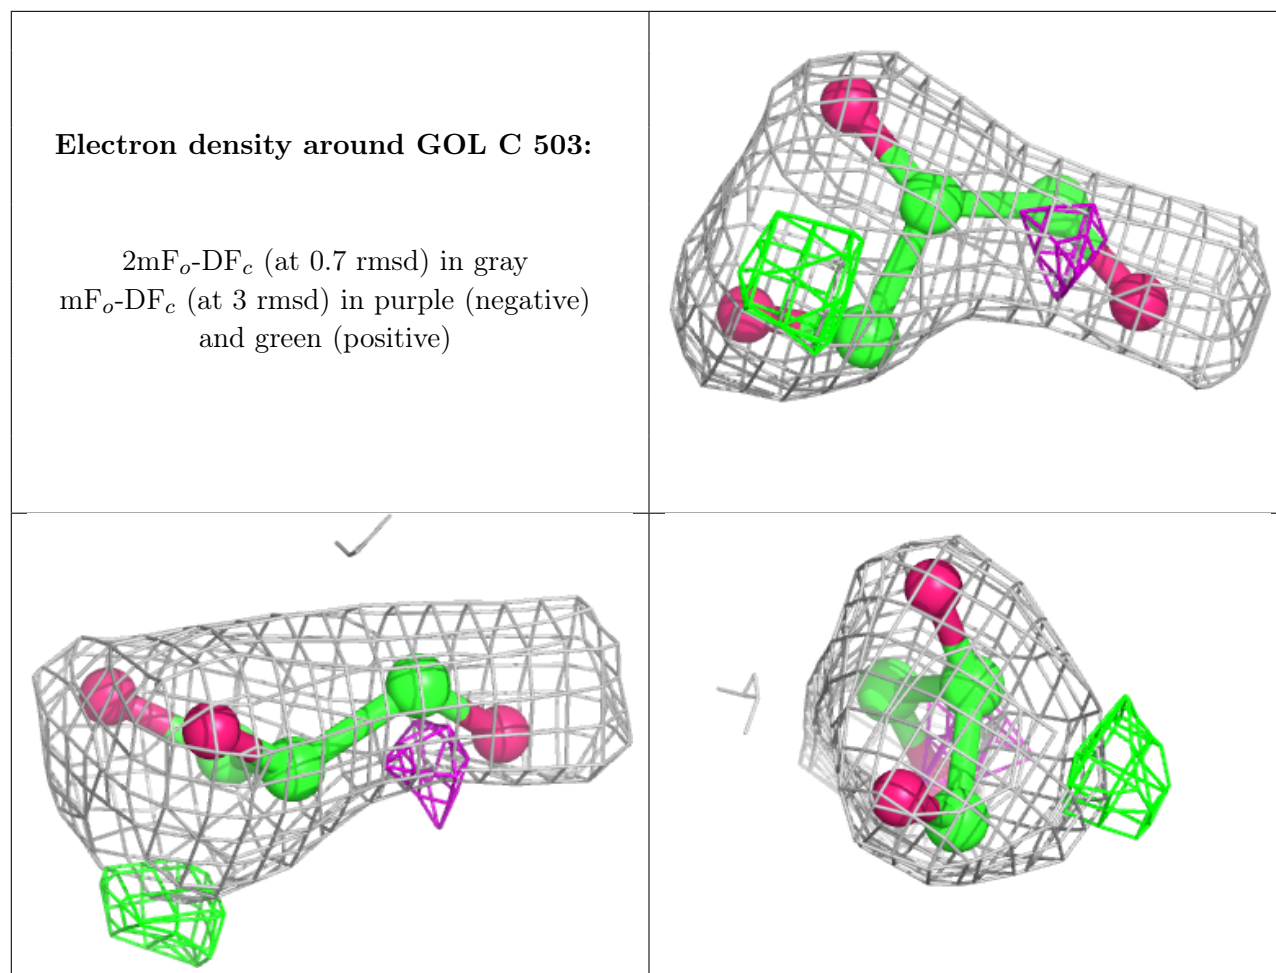 Electron density around GOL C 503:
2mFo-DFc (at 0.7 rmsd) in gray
mFo-DFc (at 3 rmsd) in purple (negative)
and green (positive)